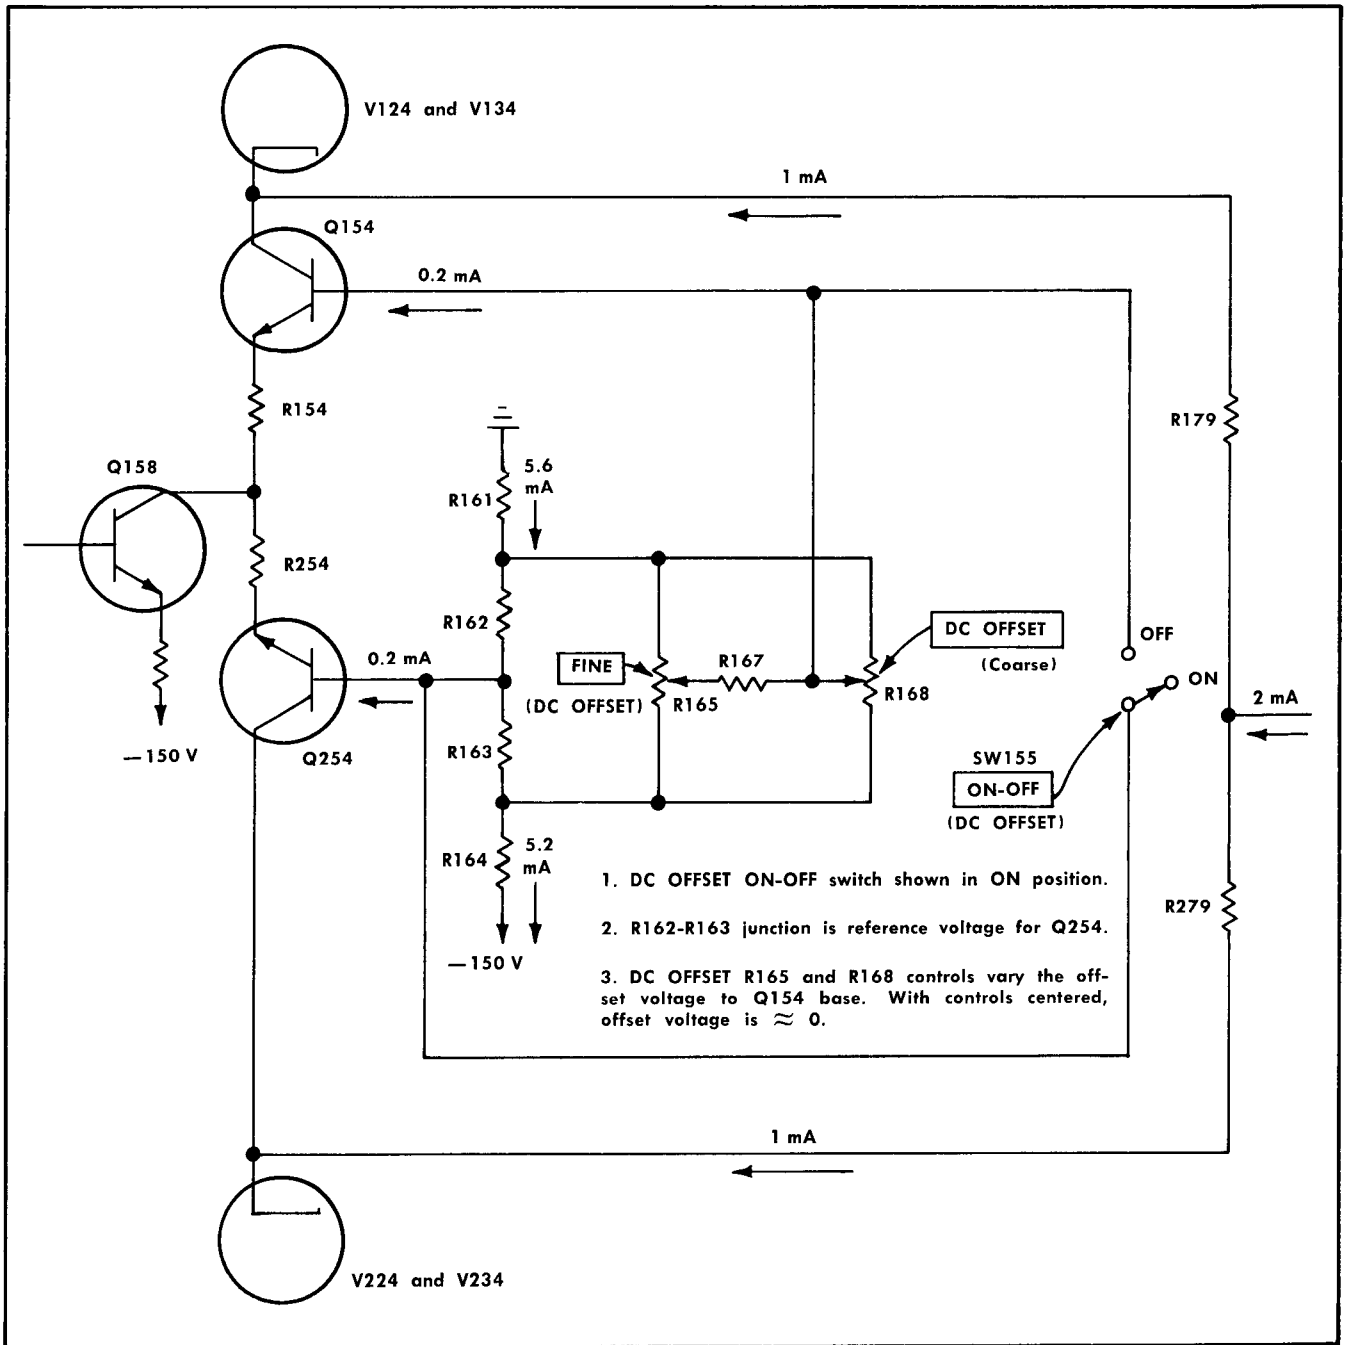 V124 and V134
1 mA
Q154
0.2 mA
R154
R179
Q158
5.6
mA
R161
R254
R162
OFF
DC OFFSET
(Coarse)
0.2 mA
FINE
(DC OFFSET)
R167
R165
R168
ON
2 mA
—150 V
Q254
R163
SW155
ON-OFF
(DC OFFSET)
R164
5.2
mA
—150 V
R279
1. DC OFFSET ON-OFF switch shown in ON position.
2. R162-R163 junction is reference voltage for Q254.
3. DC OFFSET R165 and R168 controls vary the off-
set voltage to Q154 base. With controls centered,
offset voltage is ≈ 0.
1 mA
V224 and V234